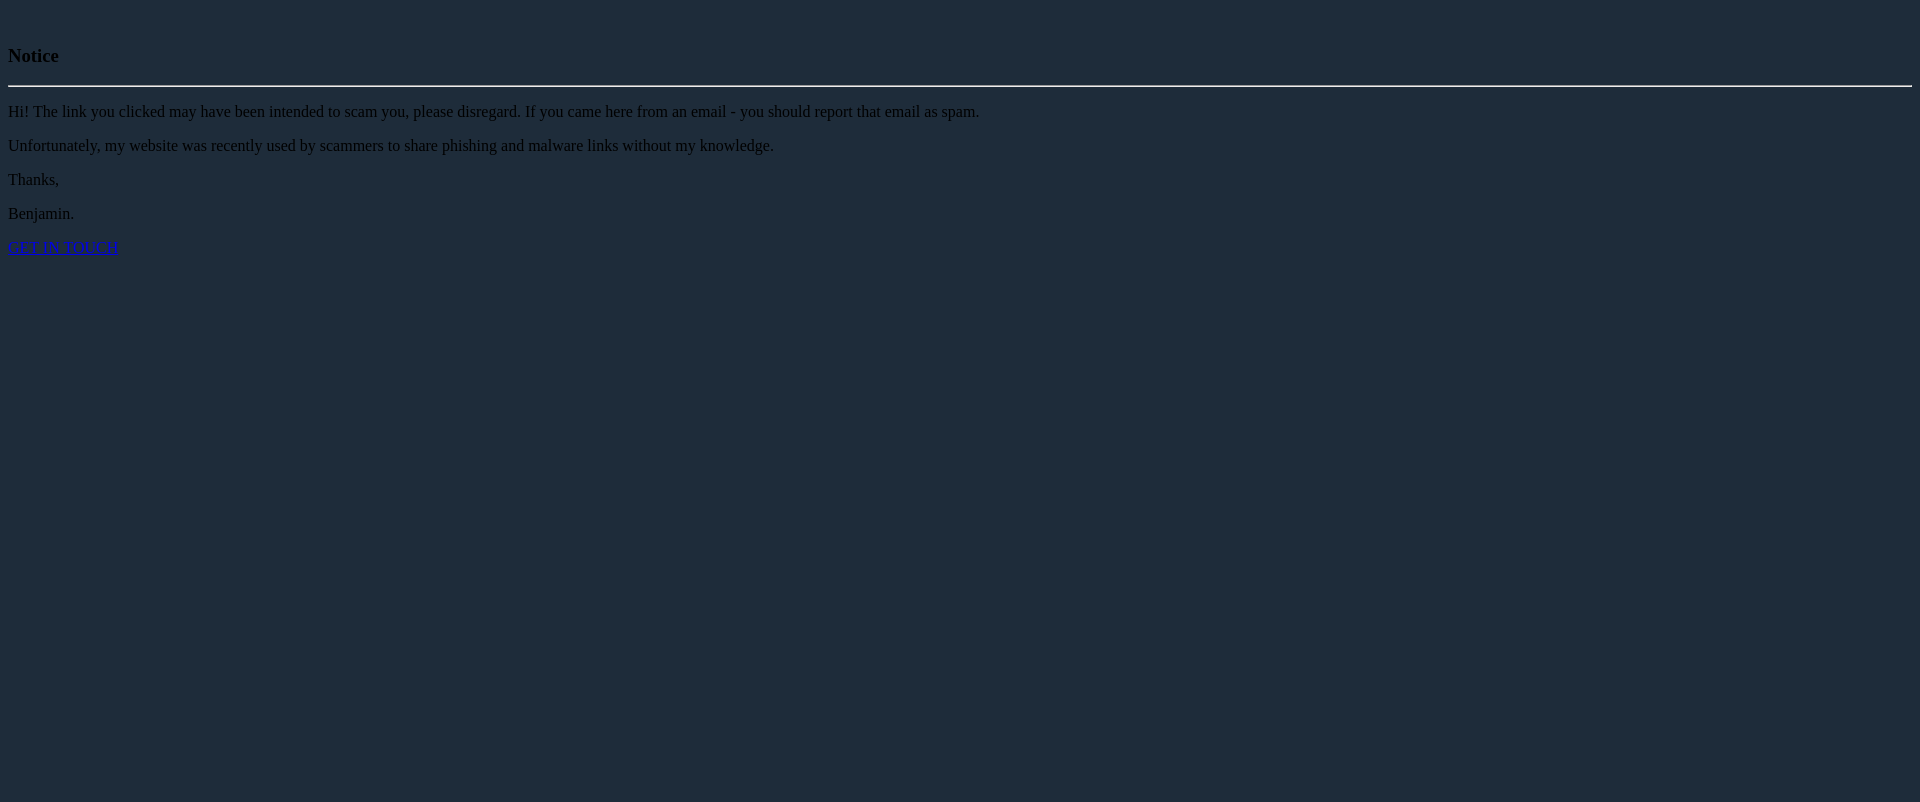 Notice
Hi! The link you clicked may have been intended to scam you, please disregard. If you came here from an email - you should report that email as spam.
Unfortunately, my website was recently used by scammers to share phishing and malware links without my knowledge.
Thanks,
Benjamin.
GET IN TOUCH